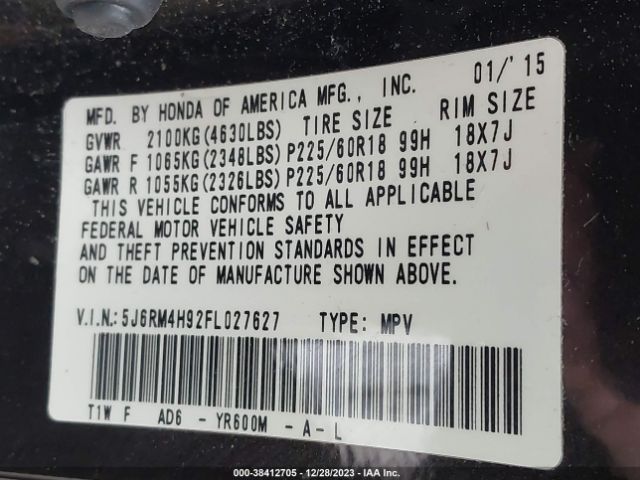 MFD. BY HONDA OF AMERICA MFG., INC. 01/'15
GVWR 2100KG(4630LBS) TIRE SIZE RIM SIZE
GAWR F 1065KG(2348LBS)P225/60R18 99H 18X7J
GAWR R 1055KG(2326LBS)P225/60R18 99H 18X7J
THIS VEHICLE CONFORMS TO ALL APPLICABLE
FEDERAL MOTOR VEHICLE SAFETY
AND THEFT PREVENTION STANDARDS IN EFFECT
ON THE DATE OF MANUFACTURE SHOWN ABOVE.
V.I.N.:5J6RM4H92FL027627 TYPE: MPV
T1W F AD6 - YR600M - A - L
000-38412705 - 12/28/2023 - IAA Inc.